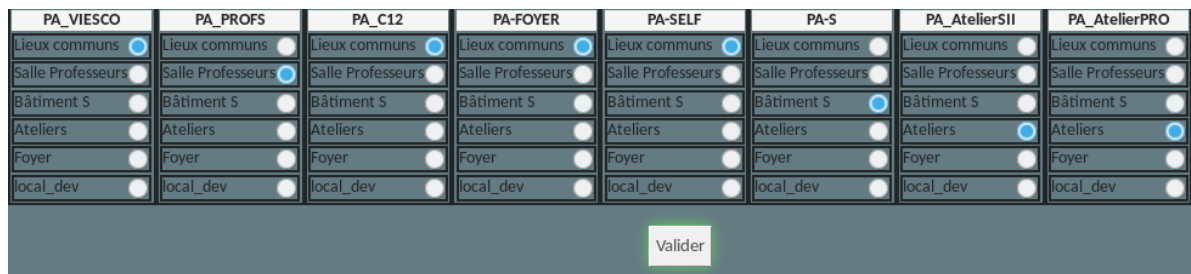 PA_VIESCO PA_PROFS PA_C12 PA-FOYER PA-SELF PA-S PA_AtelierSII PA_AtelierPRO
Lieux communs Lieux communs Lieux communs Lieux communs Lieux communs Lieux communs Lieux communs Lieux communs
Salle Professeurs Salle Professeurs Salle Professeurs Salle Professeurs Salle Professeurs Salle Professeurs Salle Professeurs Salle Professeurs
Bâtiment S Bâtiment S Bâtiment S Bâtiment S Bâtiment S Bâtiment S Bâtiment S Bâtiment S
Ateliers Ateliers Ateliers Ateliers Ateliers Ateliers Ateliers Ateliers
Foyer Foyer Foyer Foyer Foyer Foyer Foyer Foyer
local_dev local_dev local_dev local_dev local_dev local_dev local_dev local_dev
Valider